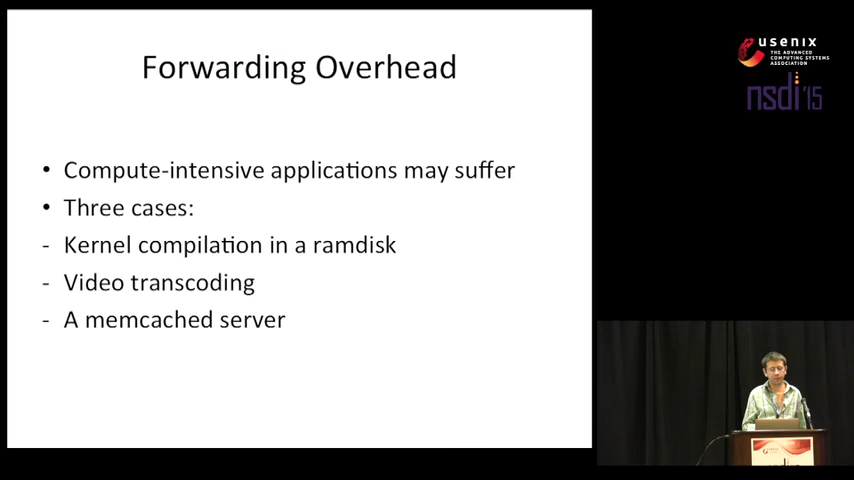 Forwarding Overhead
• Compute-intensive applications may suffer
• Three cases:
- Kernel compilation in a ramdisk
- Video transcoding
- A memcached server
usenix
THE ADVANCED
COMPUTING SYSTEMS
ASSOCIATION
nsdi '15